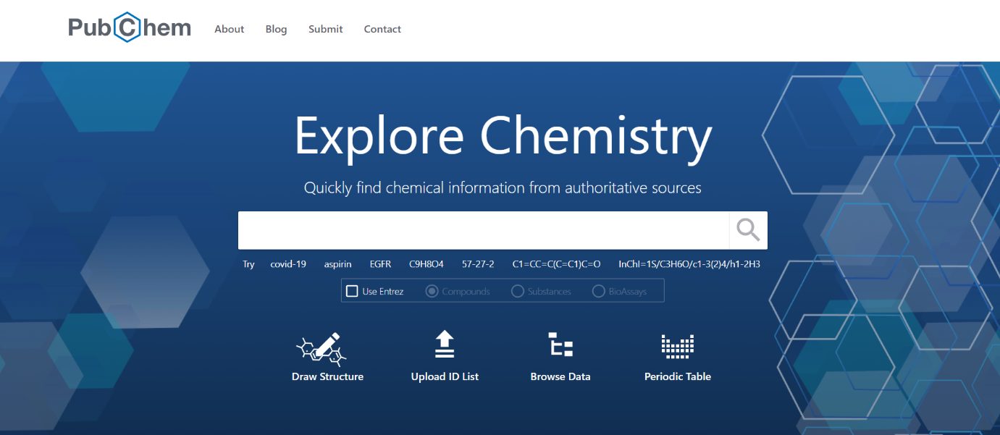 PubChem About Blog Submit Contact
Explore Chemistry
Quickly find chemical information from authoritative sources
Try covid-19 aspirin EGFR C9H8O4 57-27-2 C1=CC=C(C=C1)C=O InChI=1S/C3H6O/c1-3(2)4/h1-2H3
Use Entrez Compounds Substances BioAssays
Draw Structure Upload ID List Browse Data Periodic Table